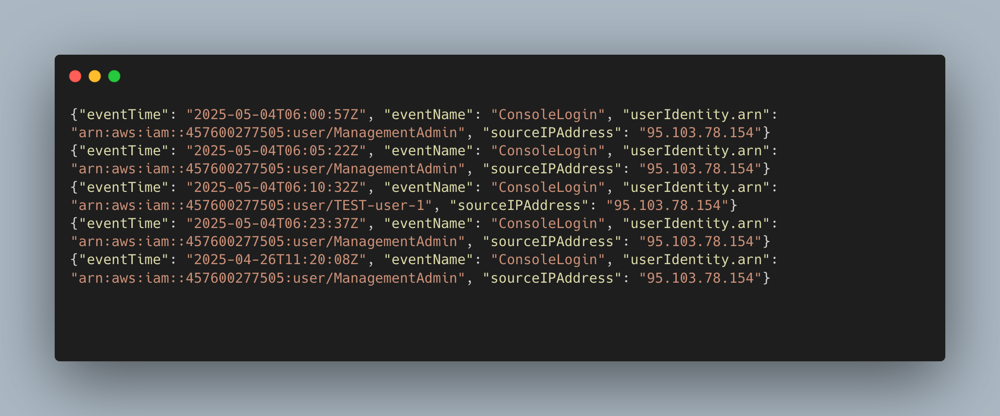 {"eventTime": "2025-05-04T06:00:57Z", "eventName": "ConsoleLogin", "userIdentity.arn":
"arn:aws:iam::457600277505:user/ManagementAdmin", "sourceIPAddress": "95.103.78.154"}
{"eventTime": "2025-05-04T06:05:22Z", "eventName": "ConsoleLogin", "userIdentity.arn":
"arn:aws:iam::457600277505:user/ManagementAdmin", "sourceIPAddress": "95.103.78.154"}
{"eventTime": "2025-05-04T06:10:32Z", "eventName": "ConsoleLogin", "userIdentity.arn":
"arn:aws:iam::457600277505:user/TEST-user-1", "sourceIPAddress": "95.103.78.154"}
{"eventTime": "2025-05-04T06:23:37Z", "eventName": "ConsoleLogin", "userIdentity.arn":
"arn:aws:iam::457600277505:user/ManagementAdmin", "sourceIPAddress": "95.103.78.154"}
{"eventTime": "2025-04-26T11:20:08Z", "eventName": "ConsoleLogin", "userIdentity.arn":
"arn:aws:iam::457600277505:user/ManagementAdmin", "sourceIPAddress": "95.103.78.154"}